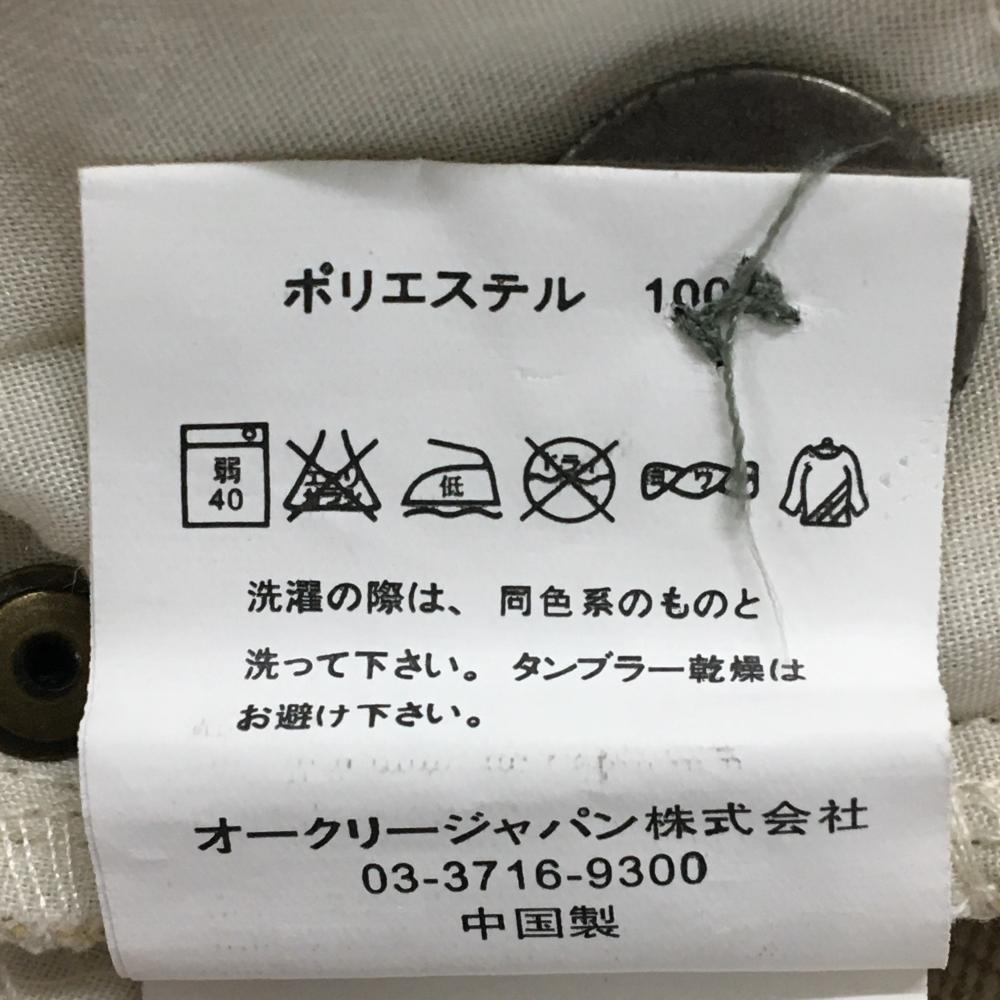 ポリエステル 100
弱
40
低
洗濯の際は、同色系のものと
洗って下さい。タンブラー乾燥は
お避け下さい。
オークリージャパン株式会社
03-3716-9300
中国製